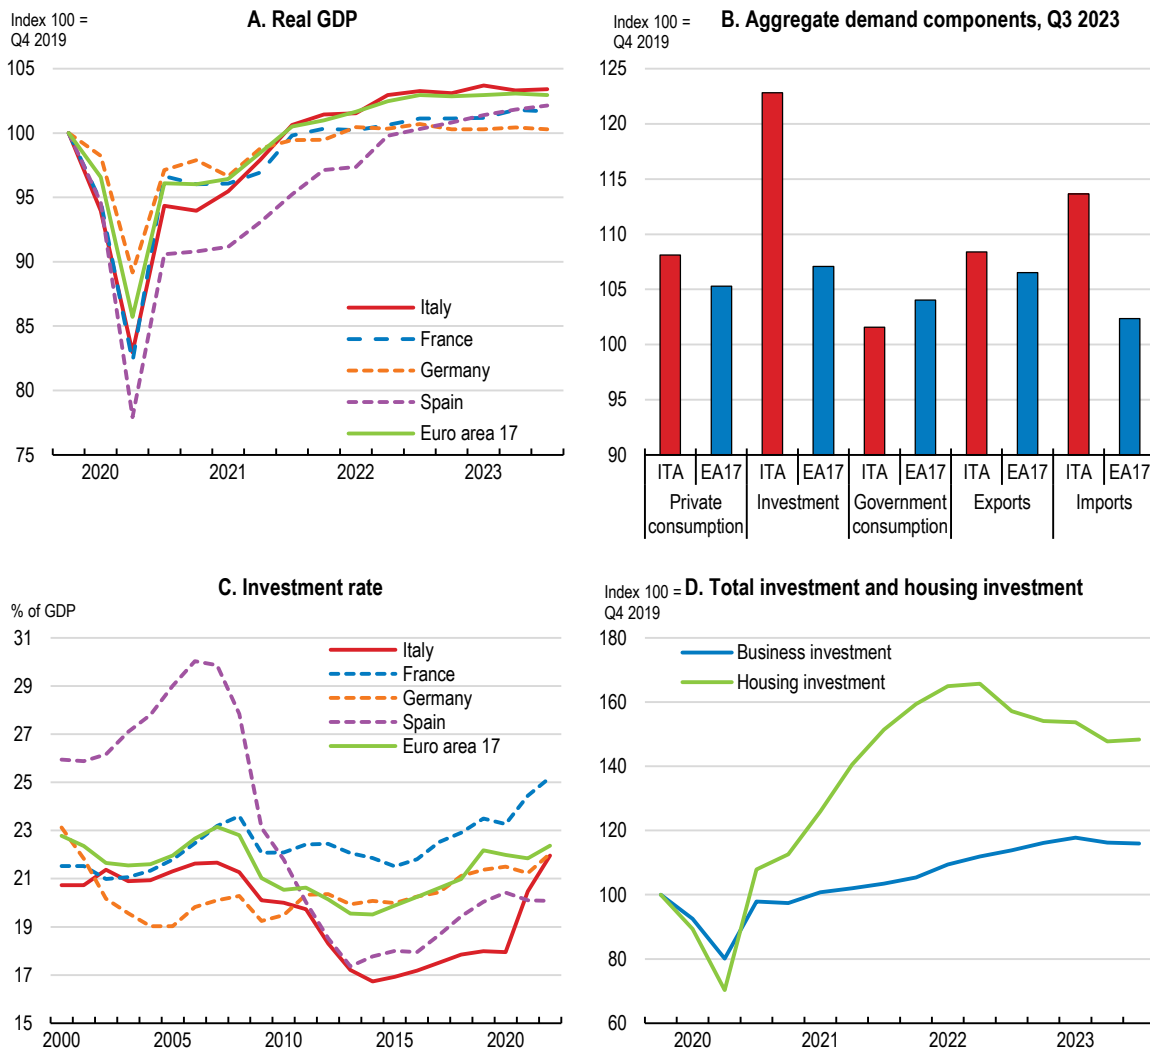 A. Real GDP
Index 100 =
Q4 2019
105
100
95
90
85
80
75
Italy
France
Germany
Spain
Euro area 17
2020 2021 2022 2023
B. Aggregate demand components, Q3 2023
Index 100 =
Q4 2019
125
120
115
110
105
100
95
90
ITA EA17 ITA EA17 ITA EA17 ITA EA17 ITA EA17
Private Investment Government Exports Imports
consumption consumption
C. Investment rate
% of GDP
31
29
27
25
23
21
19
17
15
Italy
France
Germany
Spain
Euro area 17
2000 2005 2010 2015 2020
D. Total investment and housing investment
Index 100 =
Q4 2019
180
160
140
120
100
80
60
Business investment
Housing investment
2020 2021 2022 2023